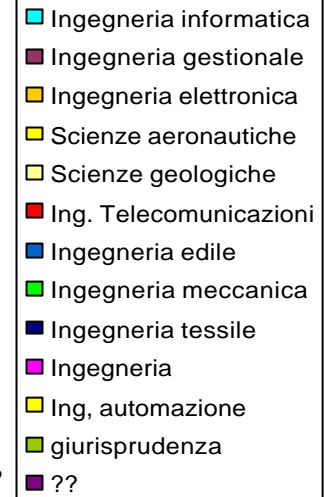 Ingegneria informatica
Ingegneria gestionale
Ingegneria elettronica
Scienze aeronautiche
Scienze geologiche
Ing. Telecomunicazioni
Ingegneria edile
Ingegneria meccanica
Ingegneria tessile
Ingegneria
Ing, automazione
giurisprudenza
??